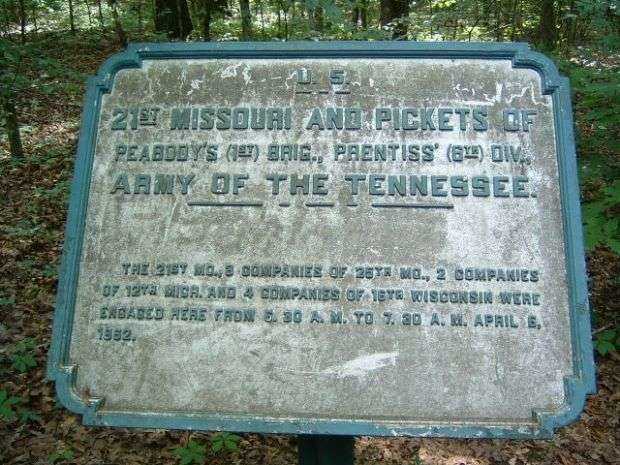 U. S.
21ST MISSOURI AND PICKETS OF
PEABODY'S (1ST) BRIG., PRENTISS' (6TH) DIV.,
ARMY OF THE TENNESSEE.
THE 21ST MO., 3 COMPANIES OF 25TH MO., 2 COMPANIES
OF 12TH MICH. AND 4 COMPANIES OF 16TH WISCONSIN WERE
ENGAGED HERE FROM 6. 30 A. M. TO 7. 30 A. M. APRIL 6,
1862.